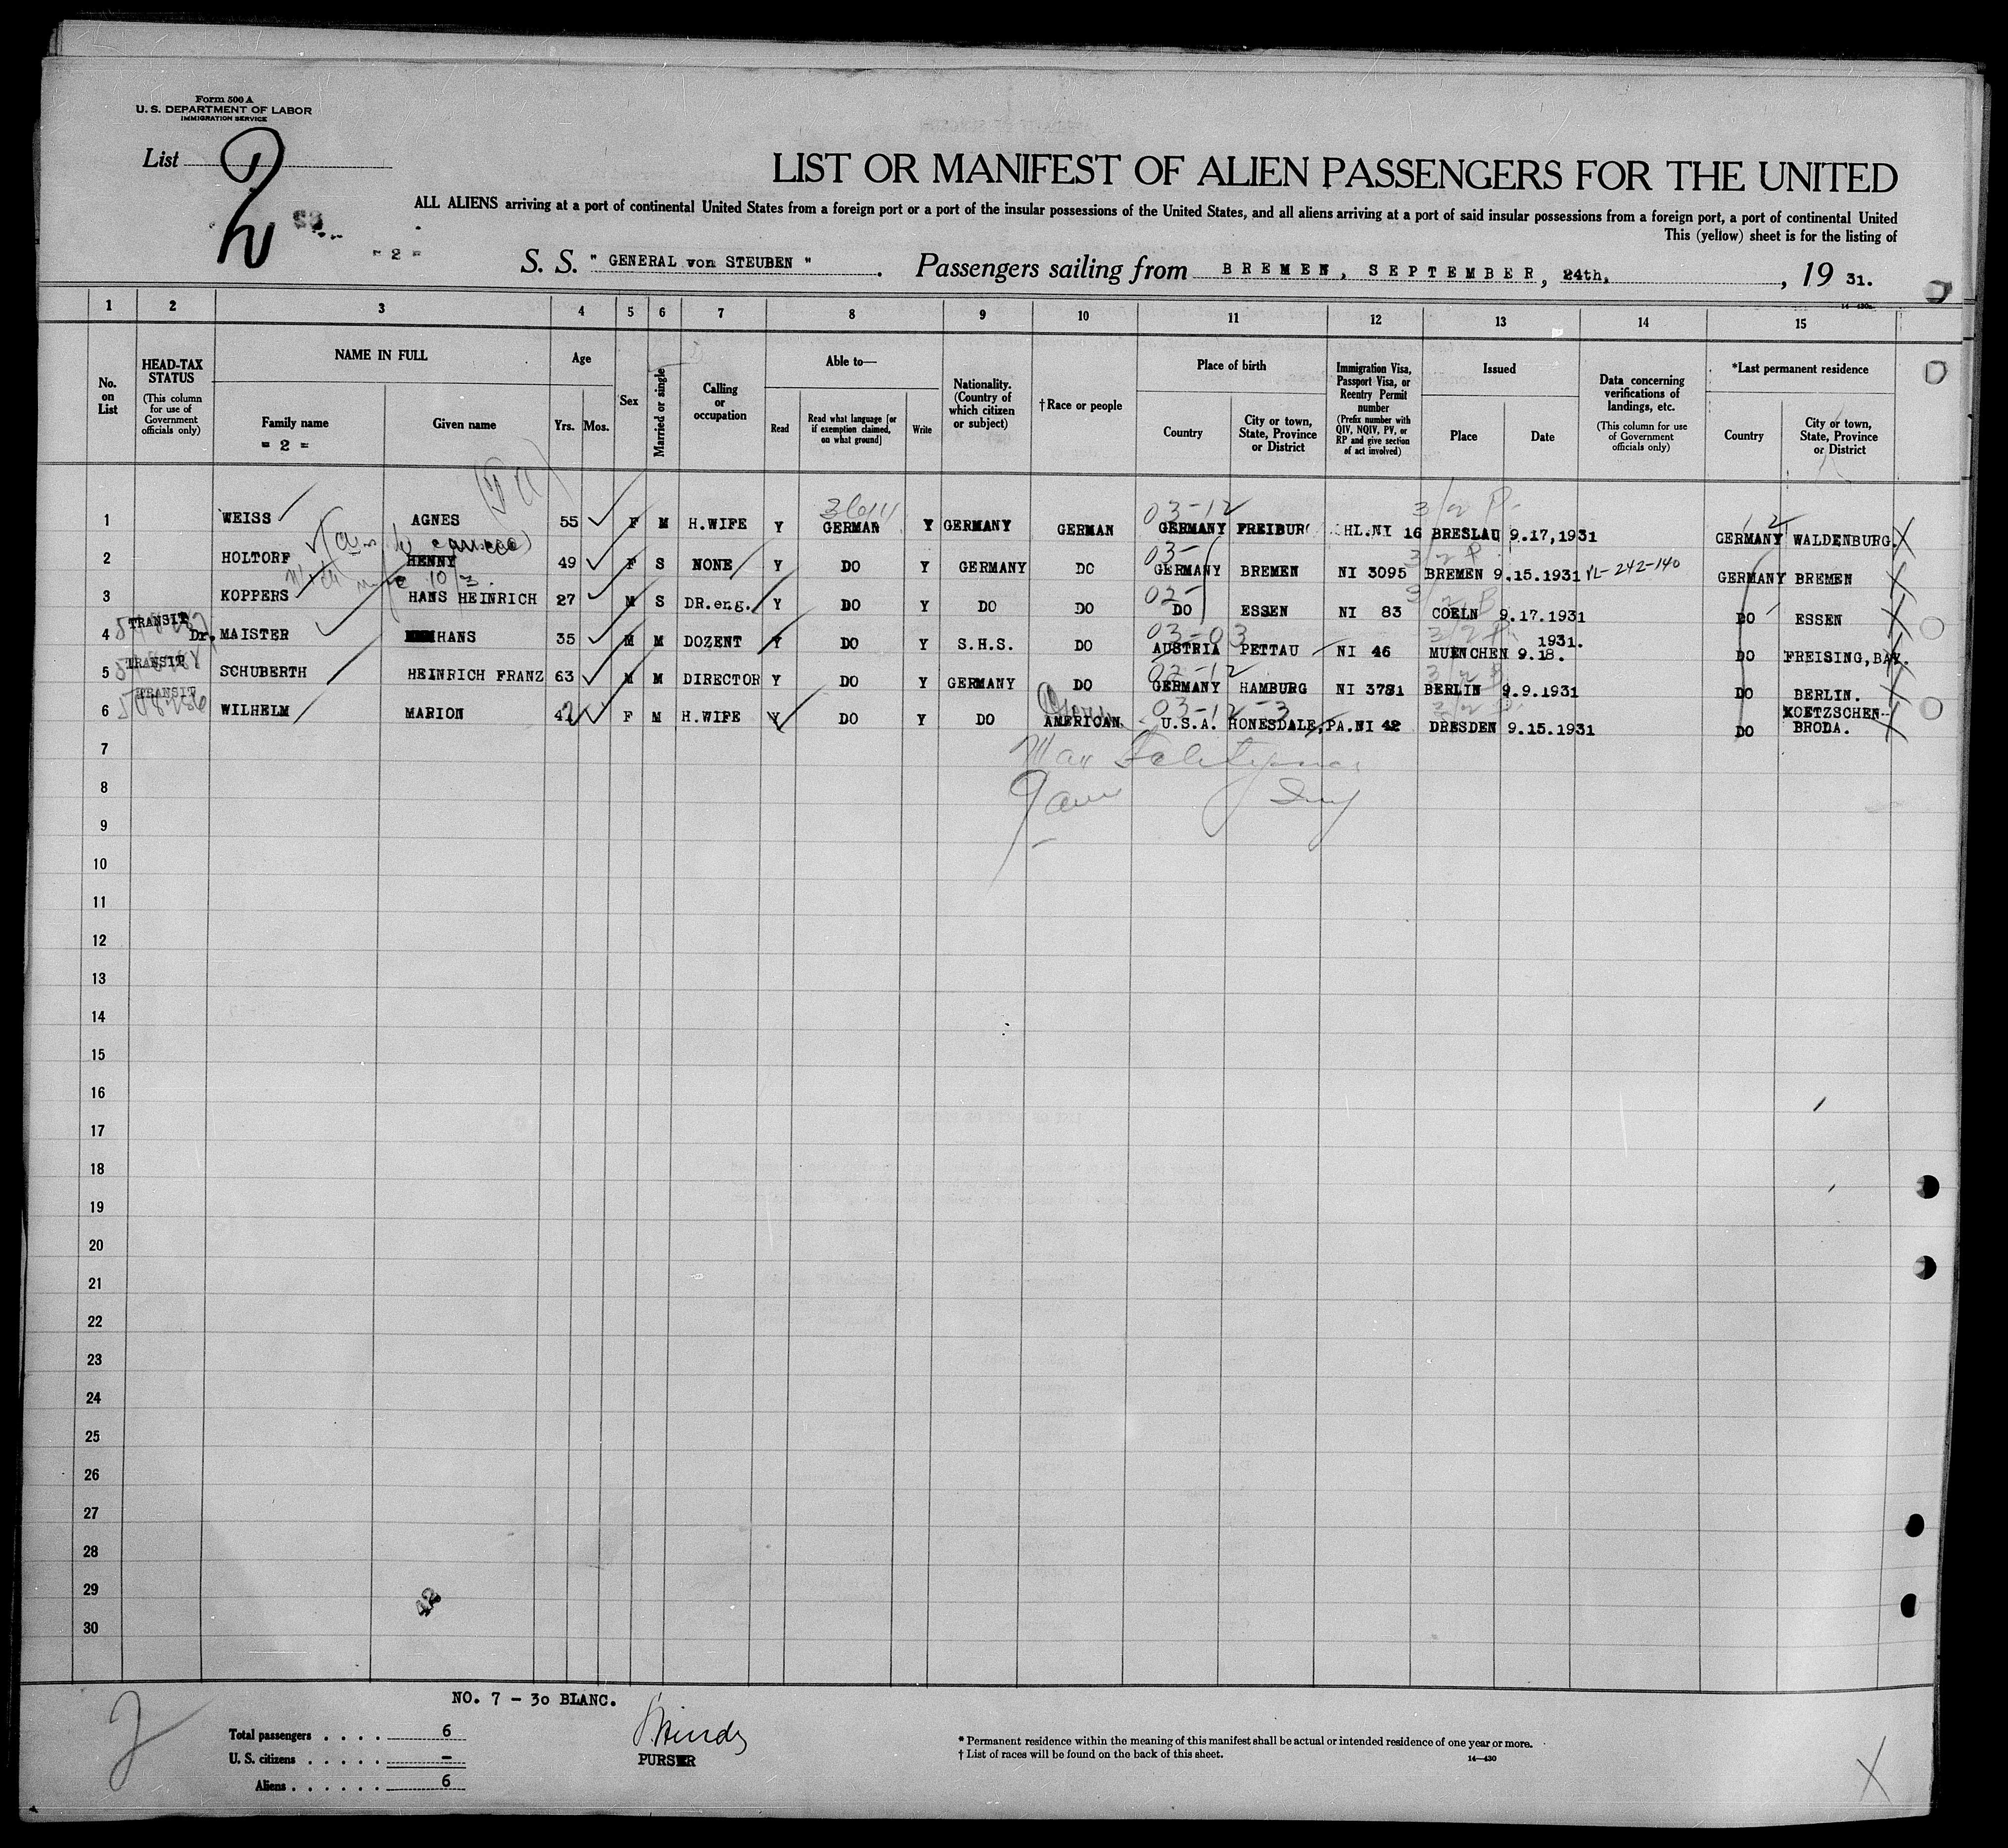 Form 500 A
U. S. DEPARTMENT OF LABOR
IMMIGRATION SERVICE
List 2
- 2 =
LIST OR MANIFEST OF ALIEN PASSENGERS FOR THE UNITED
ALL ALIENS arriving at a port of continental United States from a foreign port or a port of the insular possessions of the United States, and all aliens arriving at a port of said insular possessions from a foreign port, a port of continental United
This (yellow) sheet is for the listing of
S. S. " GENERAL von STEUBEN " . Passengers sailing from BREMEN, SEPTEMBER, 24th, , 19 31.
1 2 3 4 5 6 7 8 9 10 11 12 13 14 15
No. on List
HEAD-TAX STATUS (This column for use of Government officials only)
NAME IN FULL
Family name = 2 =
Given name
Age
Yrs. Mos.
Sex
Married or single
Calling or occupation
Able to—
Read
Read what language [or if exemption claimed, on what ground]
Write
Nationality. (Country of which citizen or subject)
† Race or people
Place of birth
Country
City or town, State, Province or District
Immigration Visa, Passport Visa, or Reentry Permit number (Prefix number with QIV, NQIV, PV, or RP and give section of act involved)
Issued
Place
Date
Data concerning verifications of landings, etc. (This column for use of Government officials only)
*Last permanent residence
Country
City or town, State, Province or District
1 WEISS AGNES 55 F M H.WIFE Y GERMAN Y GERMANY GERMAN GERMANY FREIBUR HL.NI 16 BRESLAU 9.17,1931 GERMANY WALDENBURG.
2 HOLTORF HENNY 49 F S NONE Y DO Y GERMANY DO GERMANY BREMEN NI 3095 BREMEN 9.15.1931 VL-242-140 GERMANY BREMEN
3 KOPPERS HANS HEINRICH 27 M S DR.eng. Y DO Y DO DO DO ESSEN NI 83 COELN 9.17.1931 DO ESSEN
4 TRANSIT Dr. MAISTER HANS 35 M M DOZENT Y DO Y S.H.S. DO AUSTRIA PETTAU NI 46 MUENCHEN 9.18. 1931. DO FREISING,BAY.
5 TRANSIT SCHUBERTH HEINRICH FRANZ 63 M M DIRECTOR Y DO Y GERMANY DO GERMANY HAMBURG NI 3781 BERLIN 9.9.1931 DO BERLIN.
6 TRANSIT WILHELM MARION 42 F M H.WIFE Y DO Y DO AMERICAN U.S.A. HONESDALE,PA. NI 42 DRESDEN 9.15.1931 DO KOETZSCHEN-BRODA.
7
8
9
10
11
12
13
14
15
16
17
18
19
20
21
22
23
24
25
26
27
28
29
30
42
NO. 7 - 30 BLANC.
2
Total passengers . . . . 6
U. S. citizens . . . . . -
Aliens . . . . . . 6
PURSER
* Permanent residence within the meaning of this manifest shall be actual or intended residence of one year or more.
† List of races will be found on the back of this sheet.
14—430